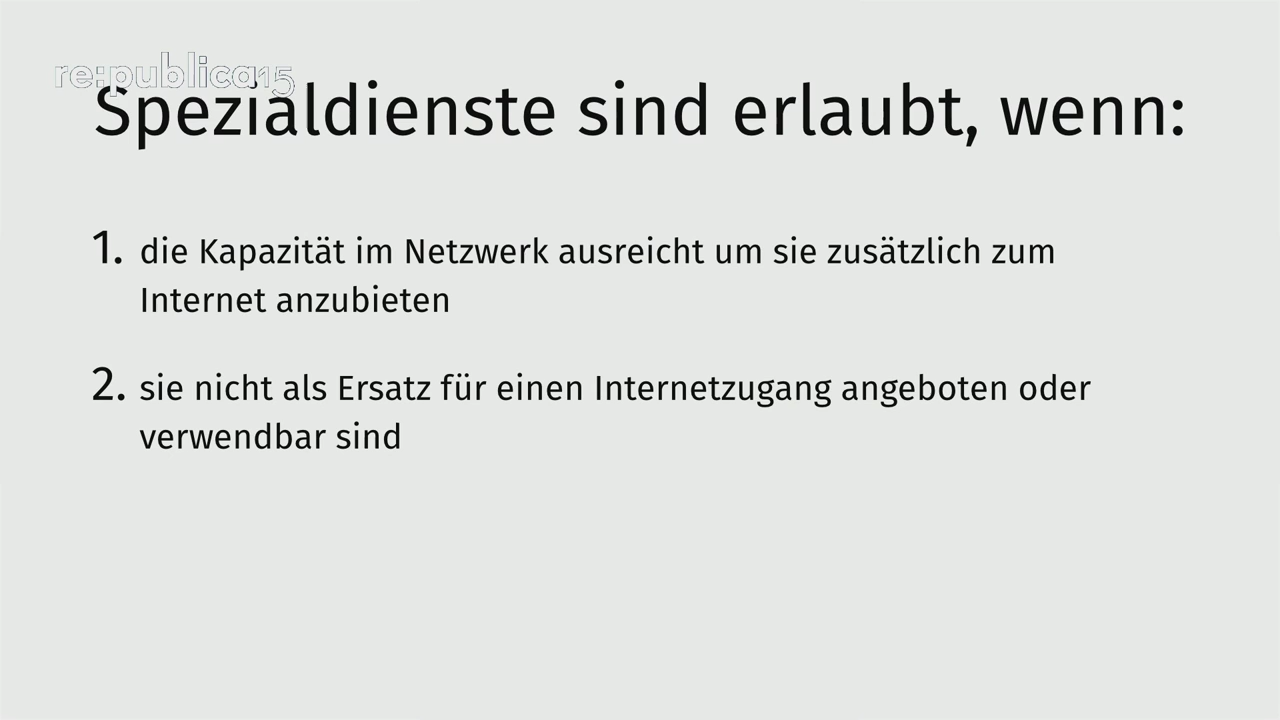 re:publica15
Spezialdienste sind erlaubt, wenn:
1. die Kapazität im Netzwerk ausreicht um sie zusätzlich zum
Internet anzubieten
2. sie nicht als Ersatz für einen Internetzugang angeboten oder
verwendbar sind